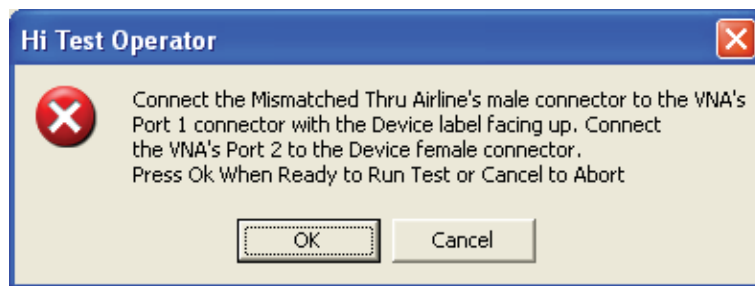 Hi Test Operator
Connect the Mismatched Thru Airline's male connector to the VNA's
Port 1 connector with the Device label facing up. Connect
the VNA's Port 2 to the Device female connector.
Press Ok When Ready to Run Test or Cancel to Abort
OK
Cancel